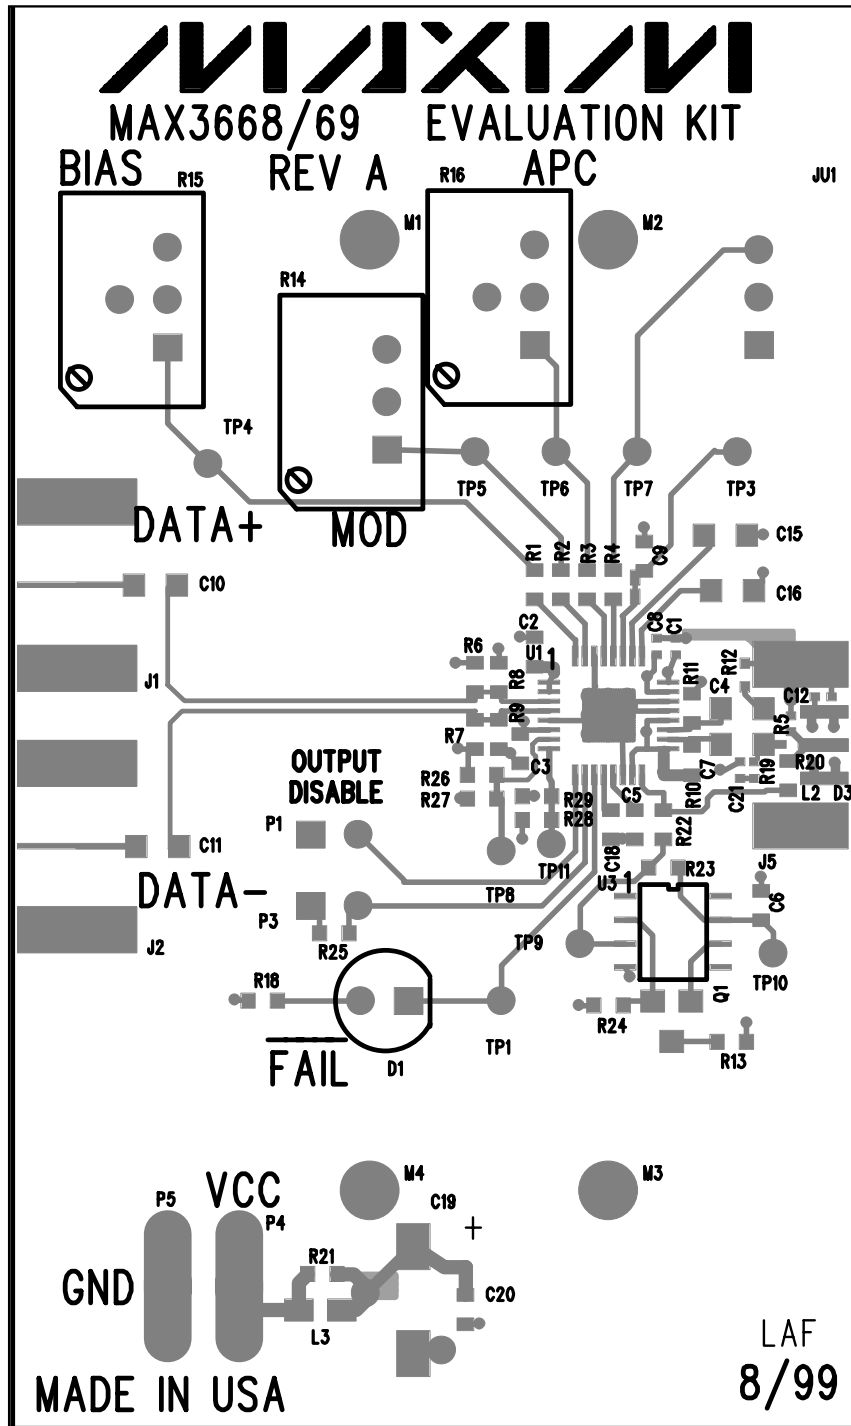 MAXIM
MAX3668/69 EVALUATION KIT
BIAS R15 REV A R16 APC JU1
M1 M2
R14
TP4
TP5 TP6 TP7 TP3
DATA+ MOD
R1 R2 R3 R4 C9 C15
C10 C16
C2 C8 C1
U1 1
R6 R8 R11 C4 R12
J1 C12
R9 R5
R7 C3 C7 R19 R20
OUTPUT
DISABLE
R26
R27 R29 C5 R10 C21 L2 D3
R28 R22
P1
C11 C18 J5
TP11
DATA- TP8 U3 1 R23
P3 C6
J2 R25 TP9
R18 TP10
Q1
R24
TP1
FAIL D1 R13
M4 M3
P5 VCC C19
P4 +
R21
GND C20
L3
LAF
MADE IN USA 8/99